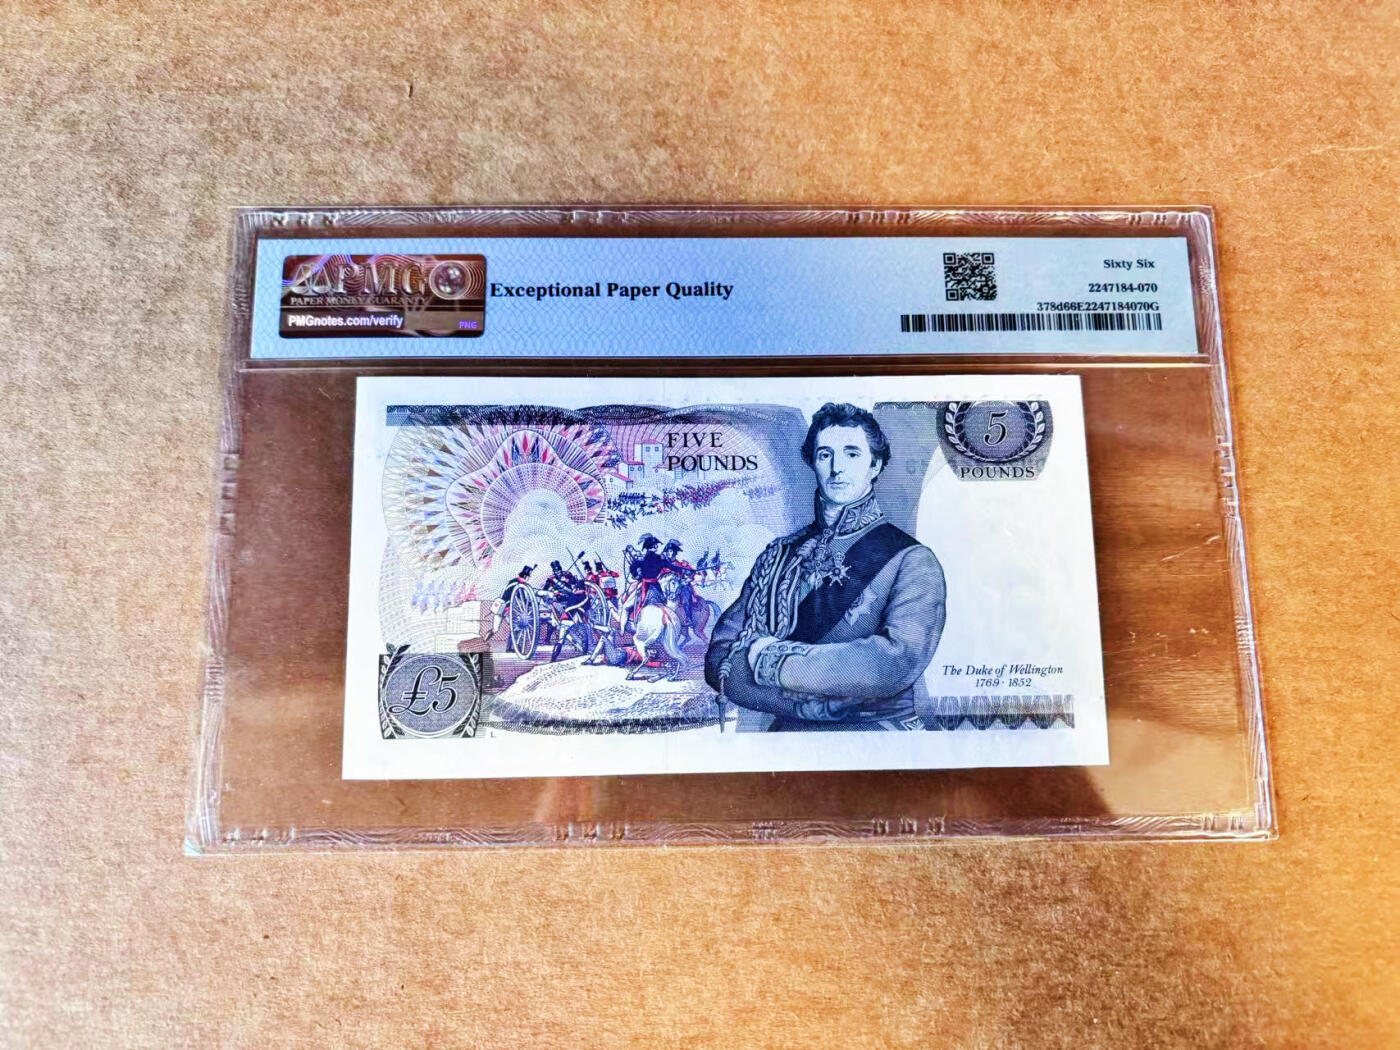 PMG
PAPER MONEY GUARANTY
PMGnotes.com/verify
PNG
Exceptional Paper Quality
Sixty Six
2247184-070
378d66E2247184070G
FIVE
POUNDS
5
POUNDS
£5
L
The Duke of Wellington
1769·1852